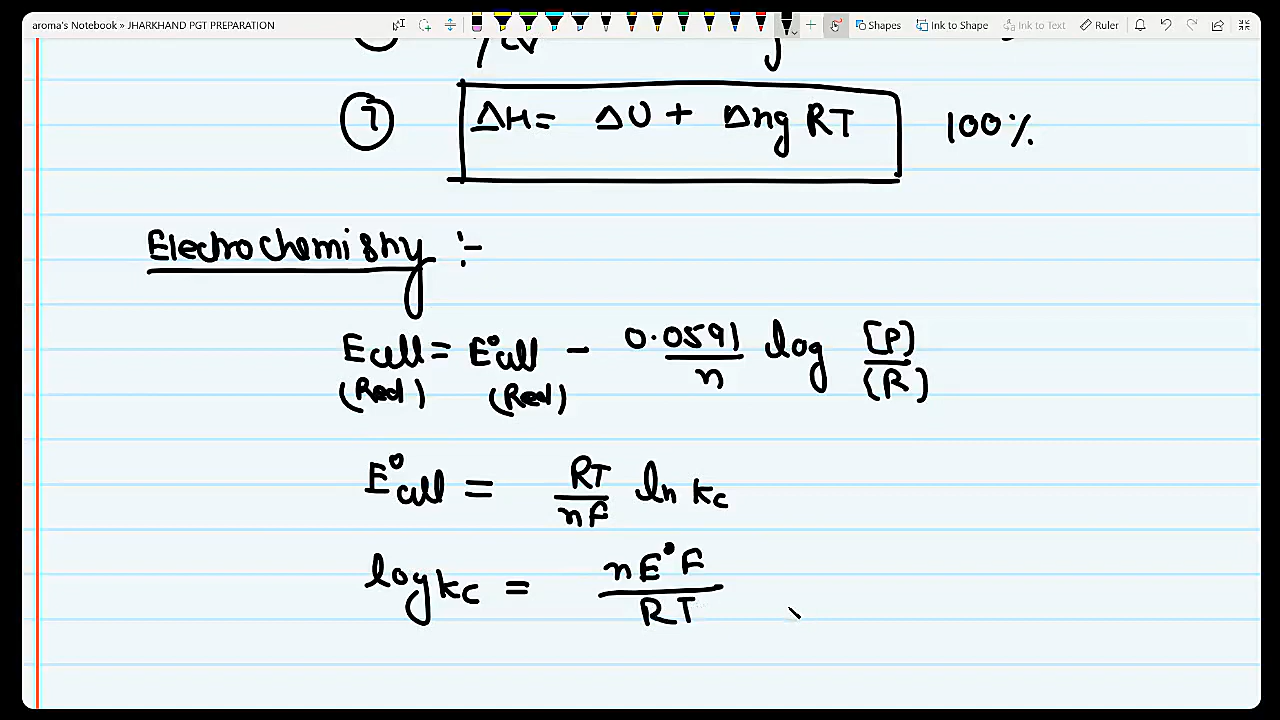 aroma's Notebook » JHARKHAND PGT PREPARATION
Shapes Ink to Shape Ink to Text Ruler
7 ΔH = ΔU + Δng RT 100%
Electrochemistry :-
Ecell = E°cell - 0.0591/n log [P]/(R)
(Red) (Red)
E°cell = RT/nF ln Kc
log Kc = nE°F/RT